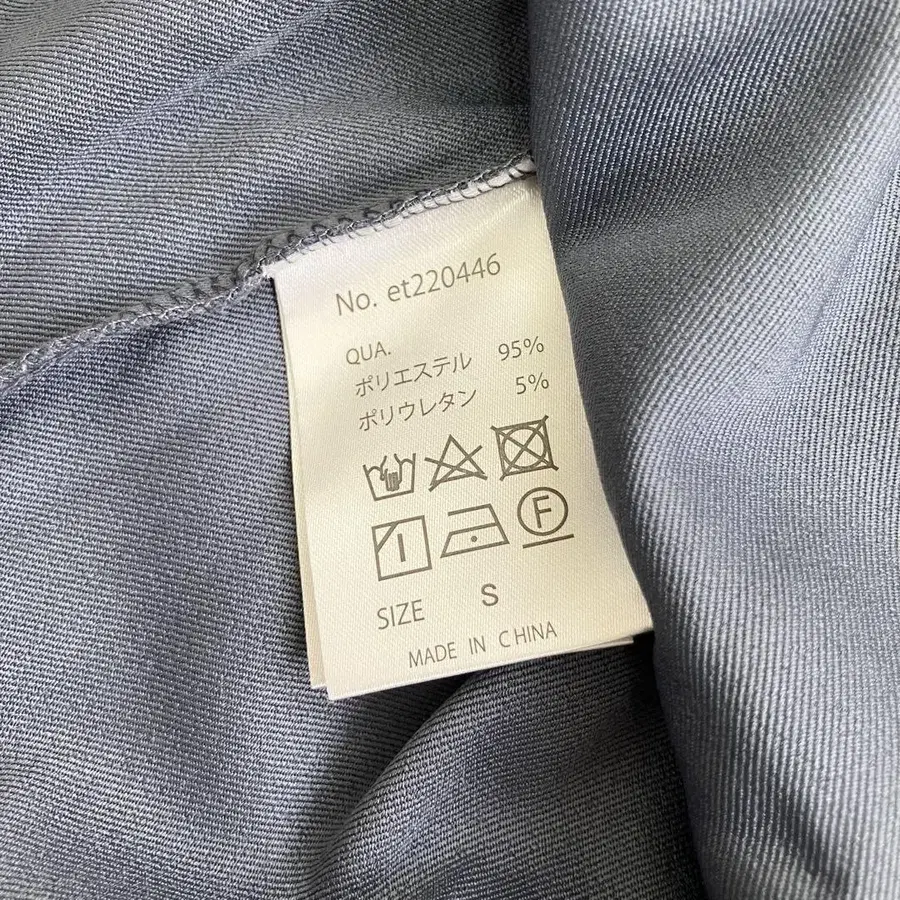 No. et220446
QUA.
ポリエステル 95%
ポリウレタン 5%
F
SIZE S
MADE IN CHINA